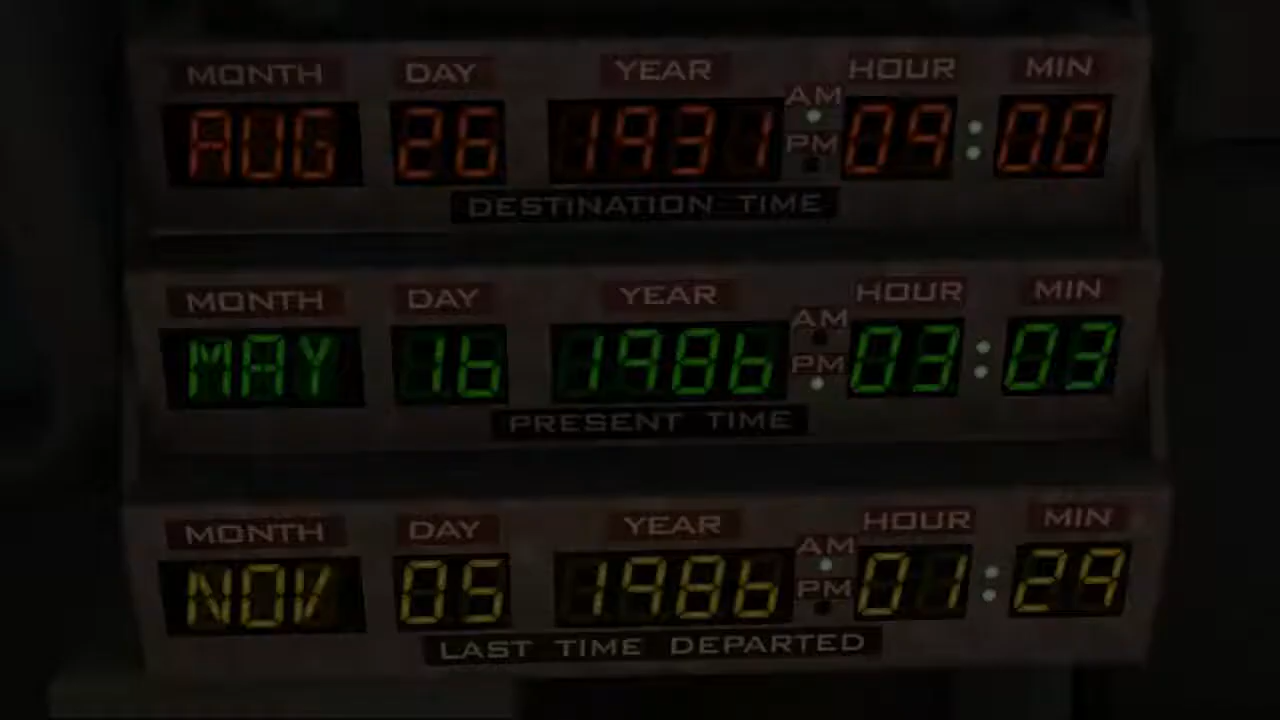 MONTH DAY YEAR AM HOUR MIN
AUG 26 1931 PM 09:00
DESTINATION TIME
MONTH DAY YEAR AM HOUR MIN
MAY 16 1986 PM 03:03
PRESENT TIME
MONTH DAY YEAR AM HOUR MIN
NOV 05 1986 PM 01:29
LAST TIME DEPARTED